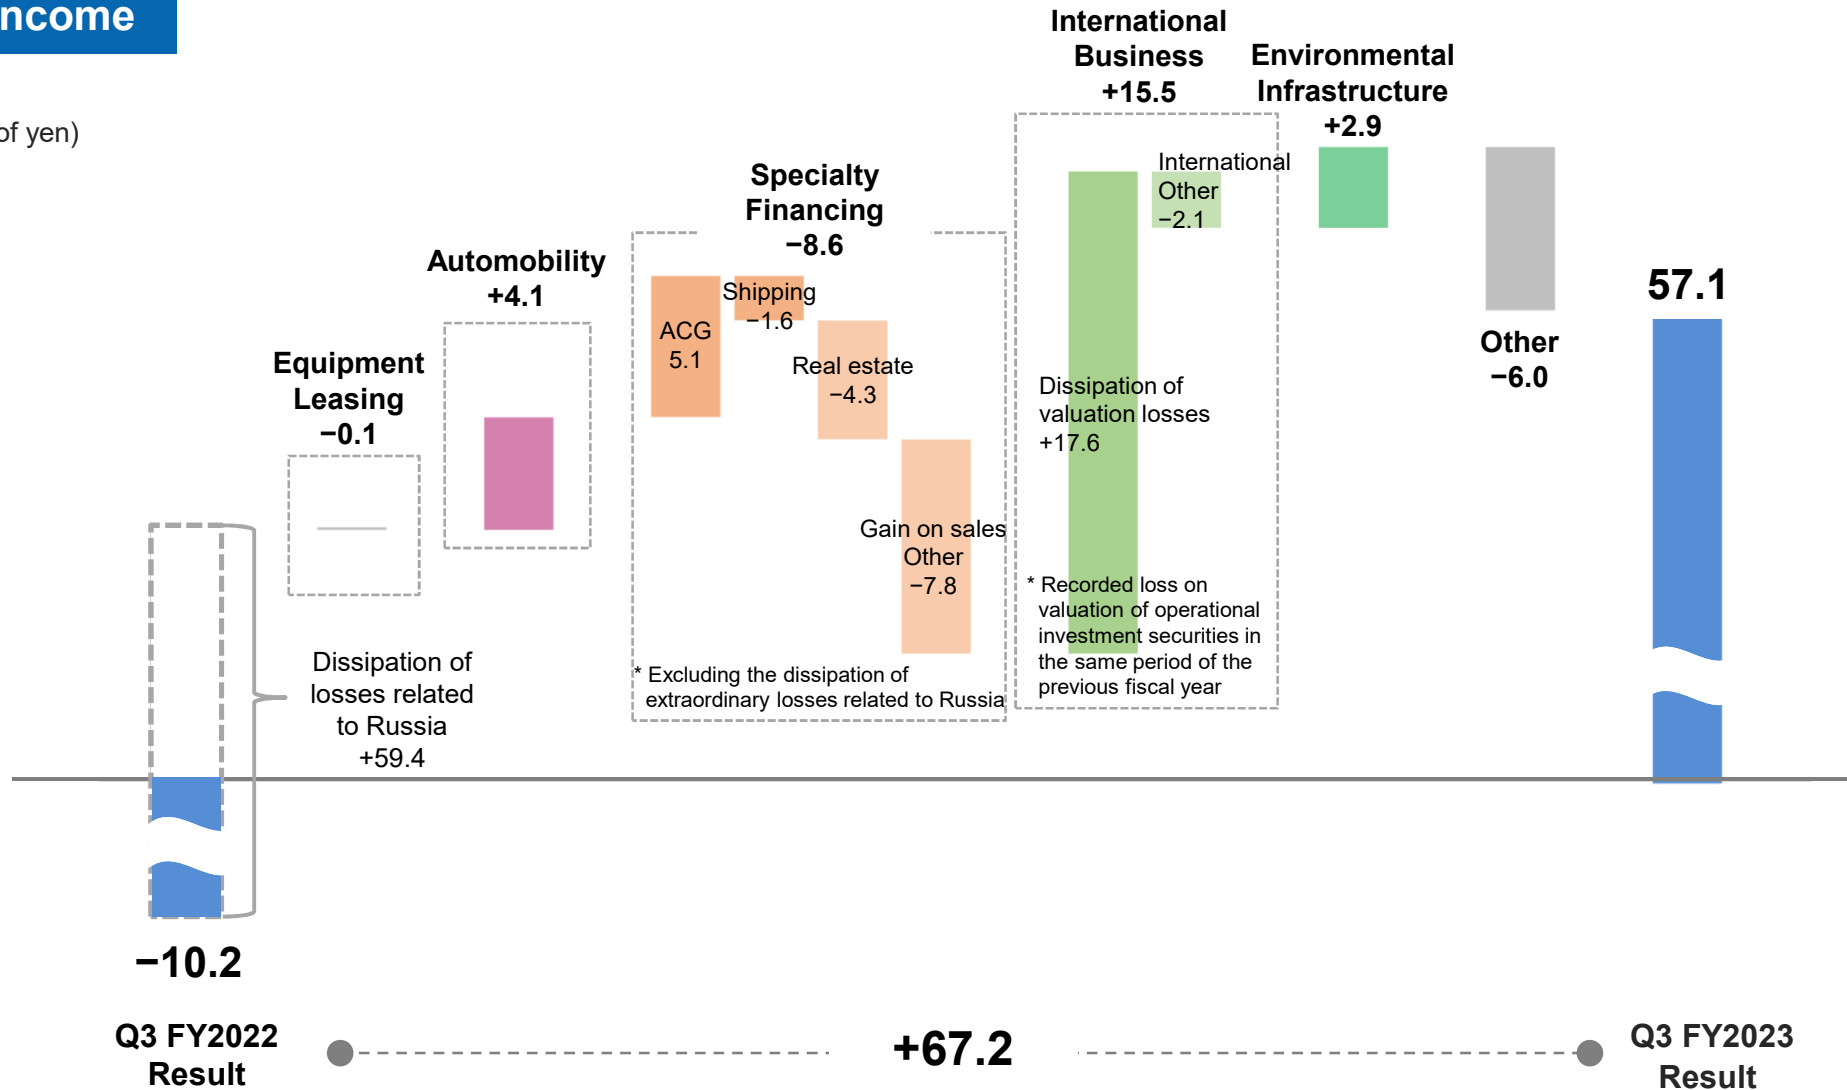 ncome
of yen)
Equipment
Leasing
−0.1
Automobility
+4.1
Specialty
Financing
−8.6
International
Business
+15.5
Environmental
Infrastructure
+2.9
ACG
5.1
Shipping
−1.6
Real estate
−4.3
Gain on sales
Other
−7.8
* Excluding the dissipation of
extraordinary losses related to Russia
International
Other
−2.1
Dissipation of
valuation losses
+17.6
* Recorded loss on
valuation of operational
investment securities in
the same period of the
previous fiscal year
Other
−6.0
57.1
Dissipation of
losses related
to Russia
+59.4
−10.2
Q3 FY2022
Result
+67.2
Q3 FY2023
Result